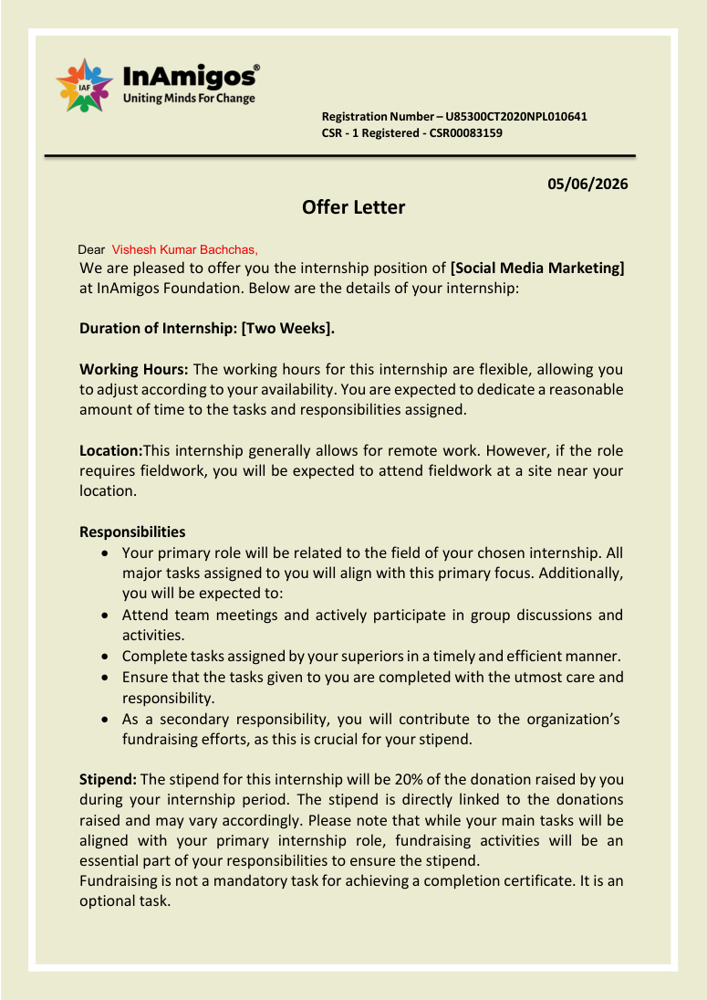 IAF
InAmigos®
Uniting Minds For Change
Registration Number – U85300CT2020NPL010641
CSR - 1 Registered - CSR00083159
05/06/2026
Offer Letter
Dear Vishesh Kumar Bachchas,
We are pleased to offer you the internship position of [Social Media Marketing]
at InAmigos Foundation. Below are the details of your internship:
Duration of Internship: [Two Weeks].
Working Hours: The working hours for this internship are flexible, allowing you
to adjust according to your availability. You are expected to dedicate a reasonable
amount of time to the tasks and responsibilities assigned.
Location:This internship generally allows for remote work. However, if the role
requires fieldwork, you will be expected to attend fieldwork at a site near your
location.
Responsibilities
• Your primary role will be related to the field of your chosen internship. All
major tasks assigned to you will align with this primary focus. Additionally,
you will be expected to:
• Attend team meetings and actively participate in group discussions and
activities.
• Complete tasks assigned by your superiors in a timely and efficient manner.
• Ensure that the tasks given to you are completed with the utmost care and
responsibility.
• As a secondary responsibility, you will contribute to the organization’s
fundraising efforts, as this is crucial for your stipend.
Stipend: The stipend for this internship will be 20% of the donation raised by you
during your internship period. The stipend is directly linked to the donations
raised and may vary accordingly. Please note that while your main tasks will be
aligned with your primary internship role, fundraising activities will be an
essential part of your responsibilities to ensure the stipend.
Fundraising is not a mandatory task for achieving a completion certificate. It is an
optional task.